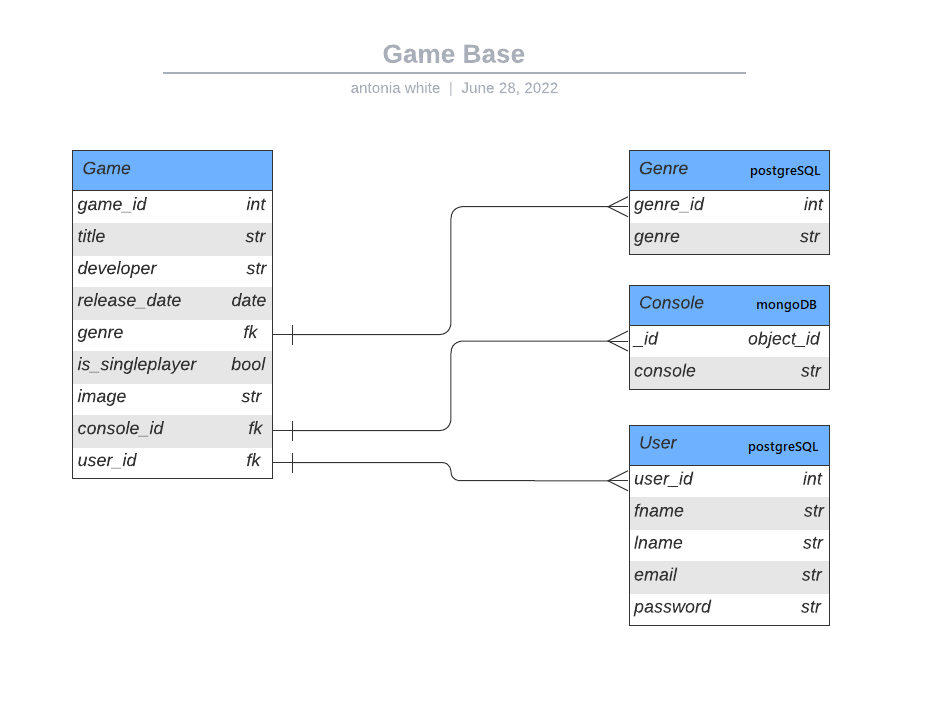 Game Base
antonia white | June 28, 2022
Game
game_id int
title str
developer str
release_date date
genre fk
is_singleplayer bool
image str
console_id fk
user_id fk
Genre postgreSQL
genre_id int
genre str
Console mongoDB
_id object_id
console str
User postgreSQL
user_id int
fname str
lname str
email str
password str